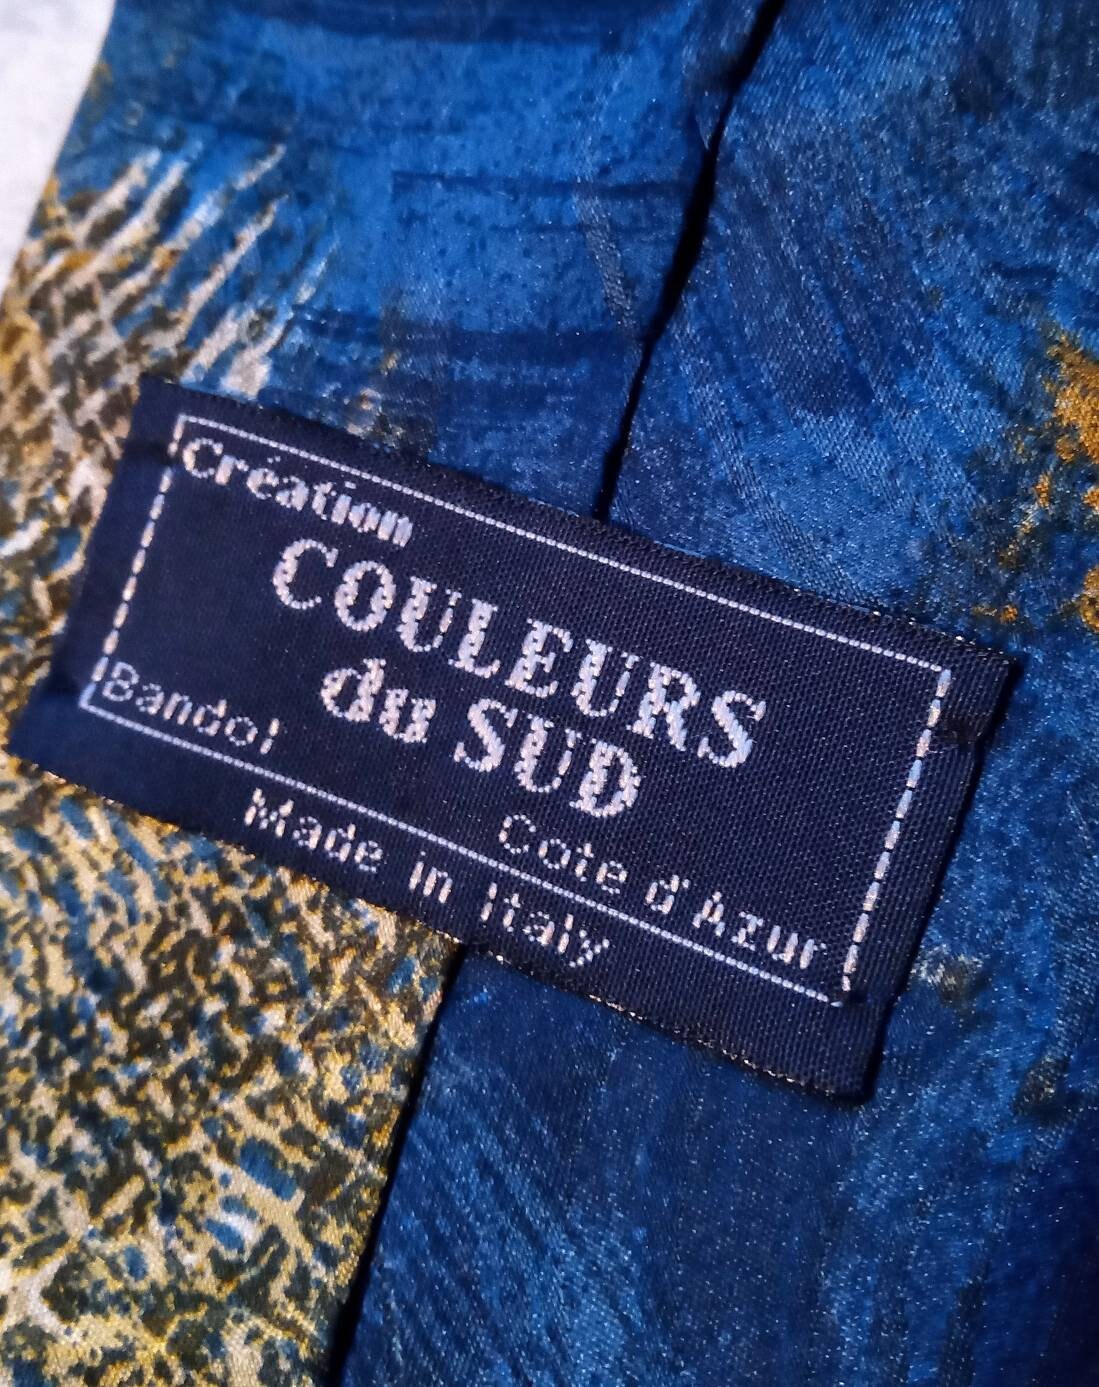 Création
COULEURS
du SUD
Bandol Cote d'Azur
Made in Italy